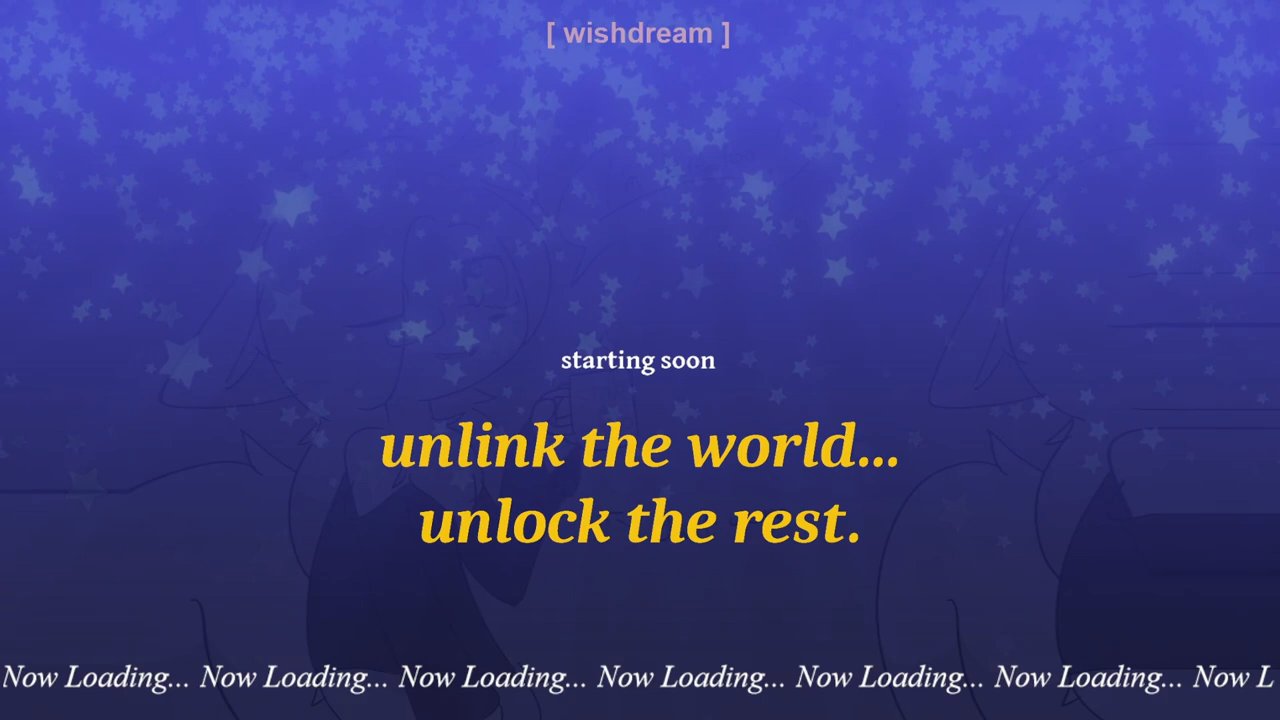 [ wishdream ]
starting soon
unlink the world...
unlock the rest.
Now Loading... Now Loading... Now Loading... Now Loading... Now Loading... Now Loading... Now L